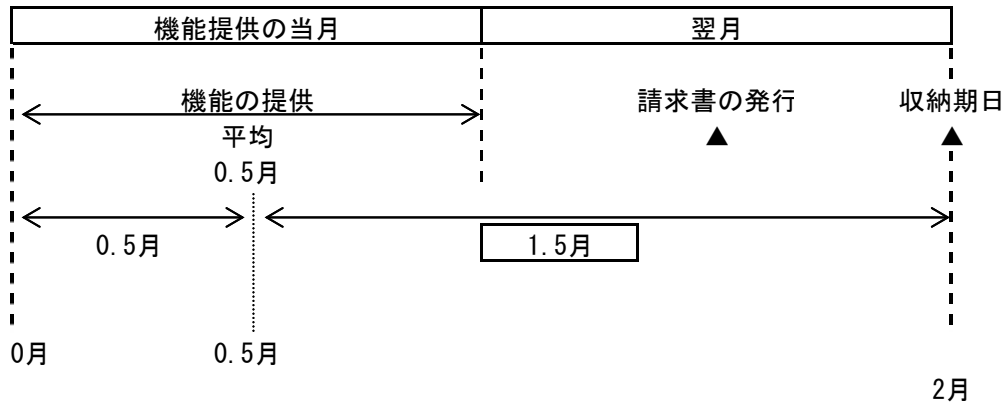 機能提供の当月 翌月
機能の提供 請求書の発行 収納期日
平均 ▲ ▲
0.5月
0.5月 1.5月
0月 0.5月
2月